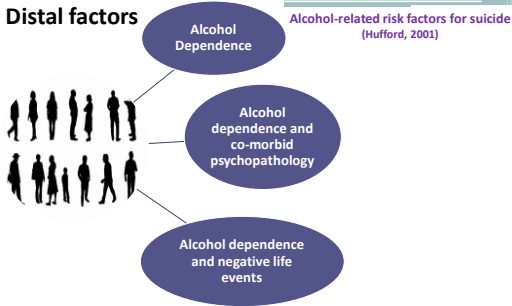 Distal factors
Alcohol-related risk factors for suicide
(Hufford, 2001)
Alcohol
Dependence
Alcohol
dependence and
co-morbid
psychopathology
Alcohol dependence
and negative life
events